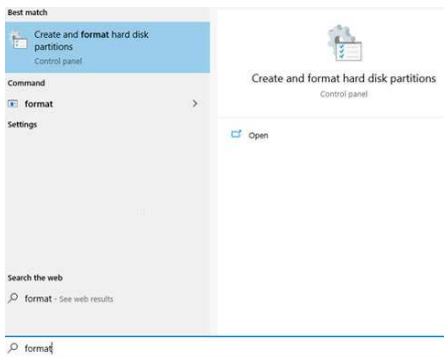 Best match
Create and format hard disk
partitions
Control panel
Command
format
Settings
Search the web
format - See web results
format
Create and format hard disk partitions
Control panel
Open